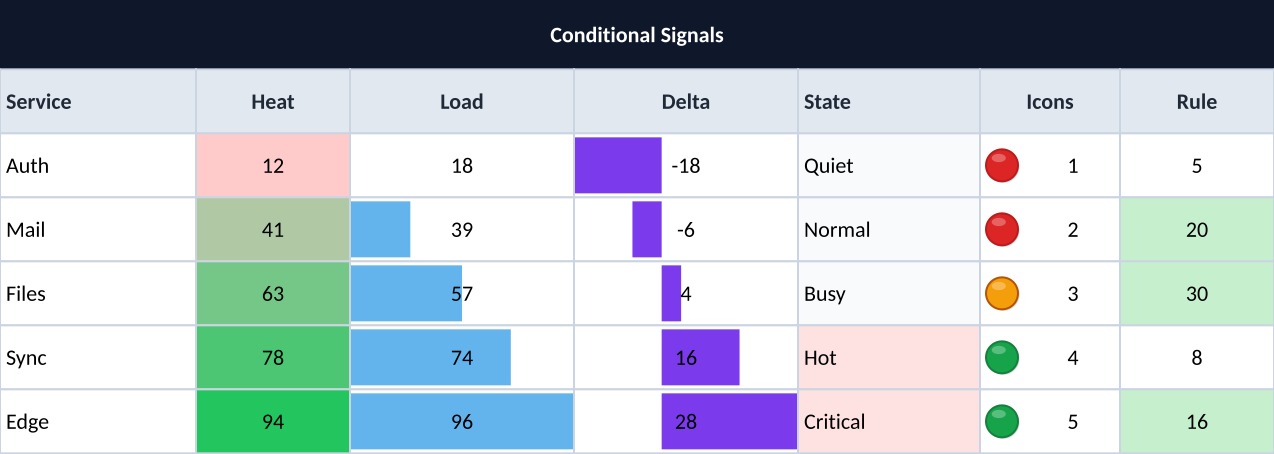 Conditional Signals
Service Heat Load Delta State Icons Rule
Auth 12 18 -18 Quiet 1 5
Mail 41 39 -6 Normal 2 20
Files 63 57 4 Busy 3 30
Sync 78 74 16 Hot 4 8
Edge 94 96 28 Critical 5 16